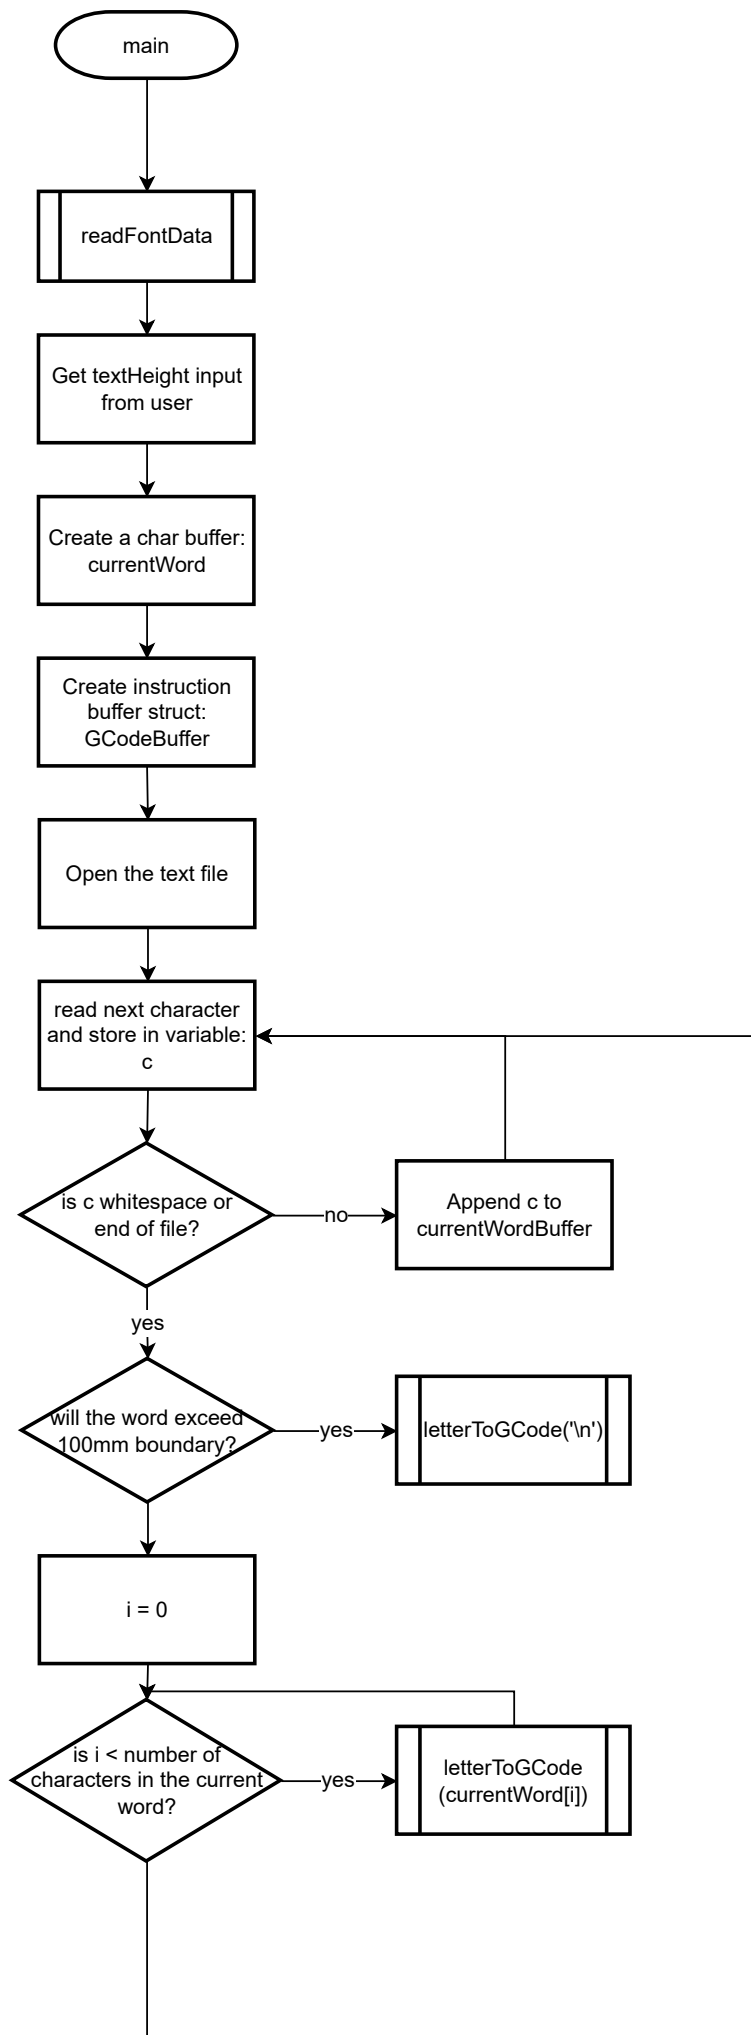 main
readFontData
Get textHeight input
from user
Create a char buffer:
currentWord
Create instruction
buffer struct:
GCodeBuffer
Open the text file
read next character
and store in variable:
c
is c whitespace or
end of file?
no
Append c to
currentWordBuffer
yes
will the word exceed
100mm boundary?
yes
letterToGCode('\n')
i = 0
is i < number of
characters in the current
word?
yes
letterToGCode
(currentWord[i])